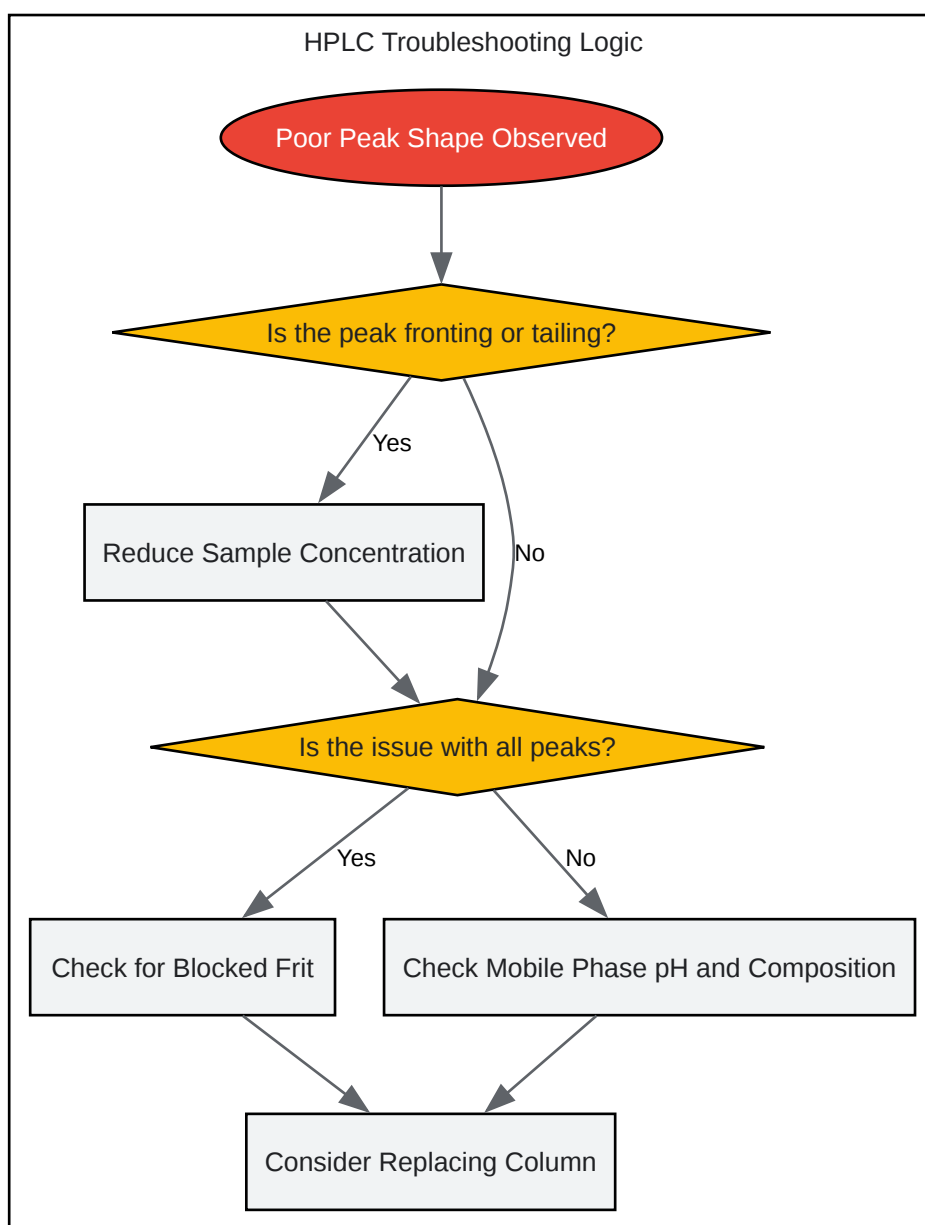 HPLC Troubleshooting Logic
Poor Peak Shape Observed
Is the peak fronting or tailing?
Yes
Reduce Sample Concentration
No
Is the issue with all peaks?
Yes
No
Check for Blocked Frit
Check Mobile Phase pH and Composition
Consider Replacing Column